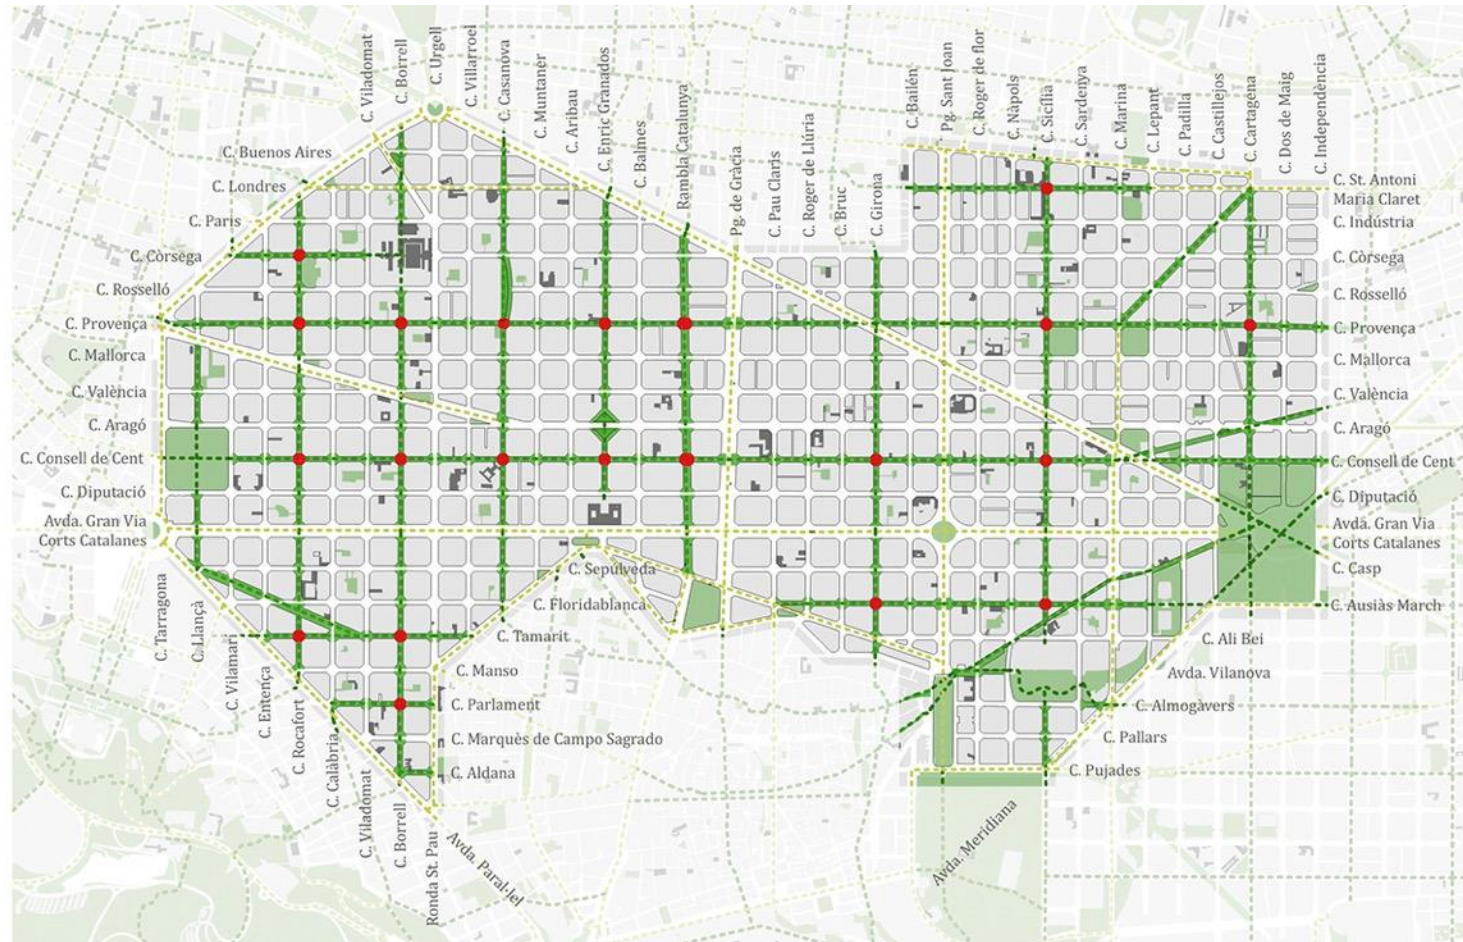 C. Viladomat
C. Borrell
C. Urgell
C. Villarroel
C. Casanova
C. Muntaner
C. Aribau
C. Enric Granados
C. Balmes
Rambla Catalunya
Pg. de Gràcia
C. Pau Claris
C. Roger de Llúria
C. Bruc
C. Girona
C. Bailén
Pg. Sant Joan
C. Roger de flor
C. Nàpols
C. Sicília
C. Sardenya
C. Marina
C. Lepant
C. Padilla
C. Castillejos
C. Cartagena
C. Dos de Maig
C. Independència
C. Buenos Aires
C. Londres
C. Paris
C. Còrsega
C. Rosselló
C. Provença
C. Mallorca
C. València
C. Aragó
C. Consell de Cent
C. Diputació
Avda. Gran Via
Corts Catalanes
C. St. Antoni
Maria Claret
C. Indústria
C. Còrsega
C. Rosselló
C. Provença
C. Mallorca
C. València
C. Aragó
C. Consell de Cent
C. Diputació
Avda. Gran Via
Corts Catalanes
C. Casp
C. Ausiàs March
C. Ali Bei
Avda. Vilanova
C. Almogàvers
C. Pallars
C. Pujades
C. Sepúlveda
C. Floridablanca
C. Tamarit
C. Manso
C. Parlament
C. Marquès de Campo Sagrado
C. Aldana
C. Tarragona
C. Llançà
C. Vilamarí
C. Entença
C. Rocafort
C. Calàbria
C. Viladomat
C. Borrell
Ronda St. Pau
Avda. Paral·lel
Avda. Meridiana